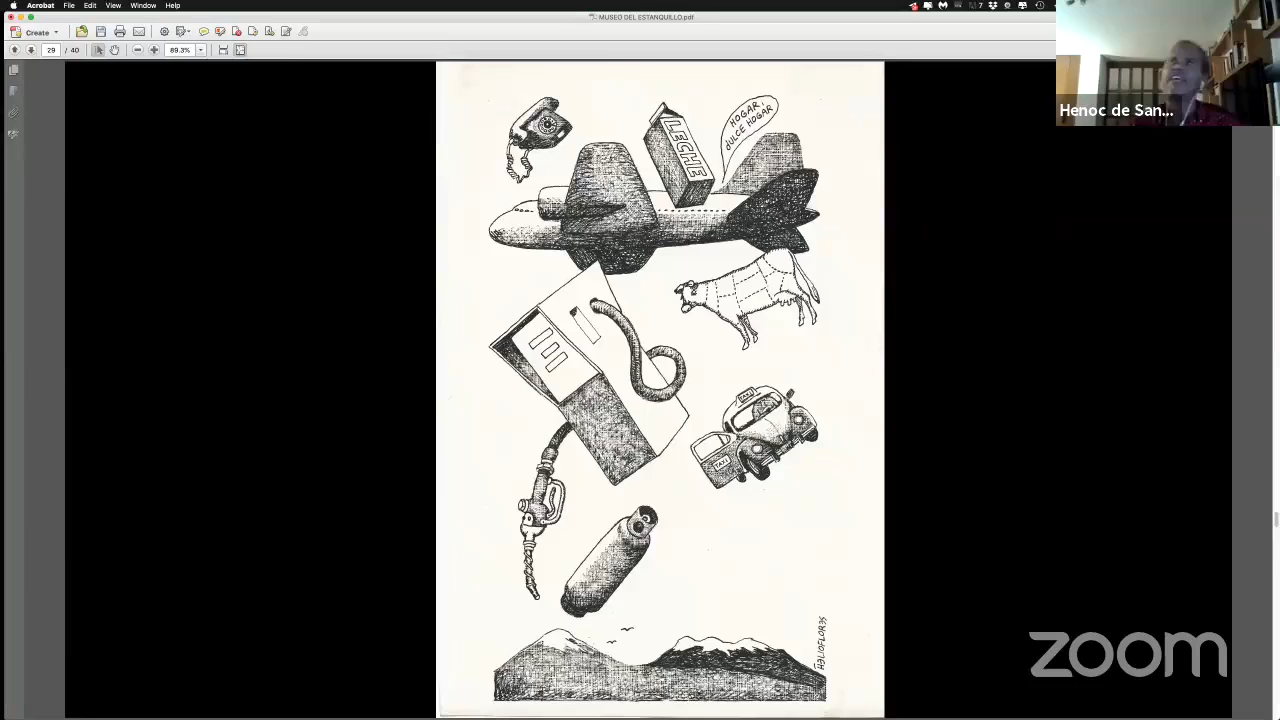 Acrobat File Edit View Window Help
7
MUSEO DEL ESTANQUILLO.pdf
Create
29 / 40
89.3%
Henoc de San...
HOGAR,
DULCE HOGAR
LECHE
TAXI
TAXI
HELIOFLORES
zoom